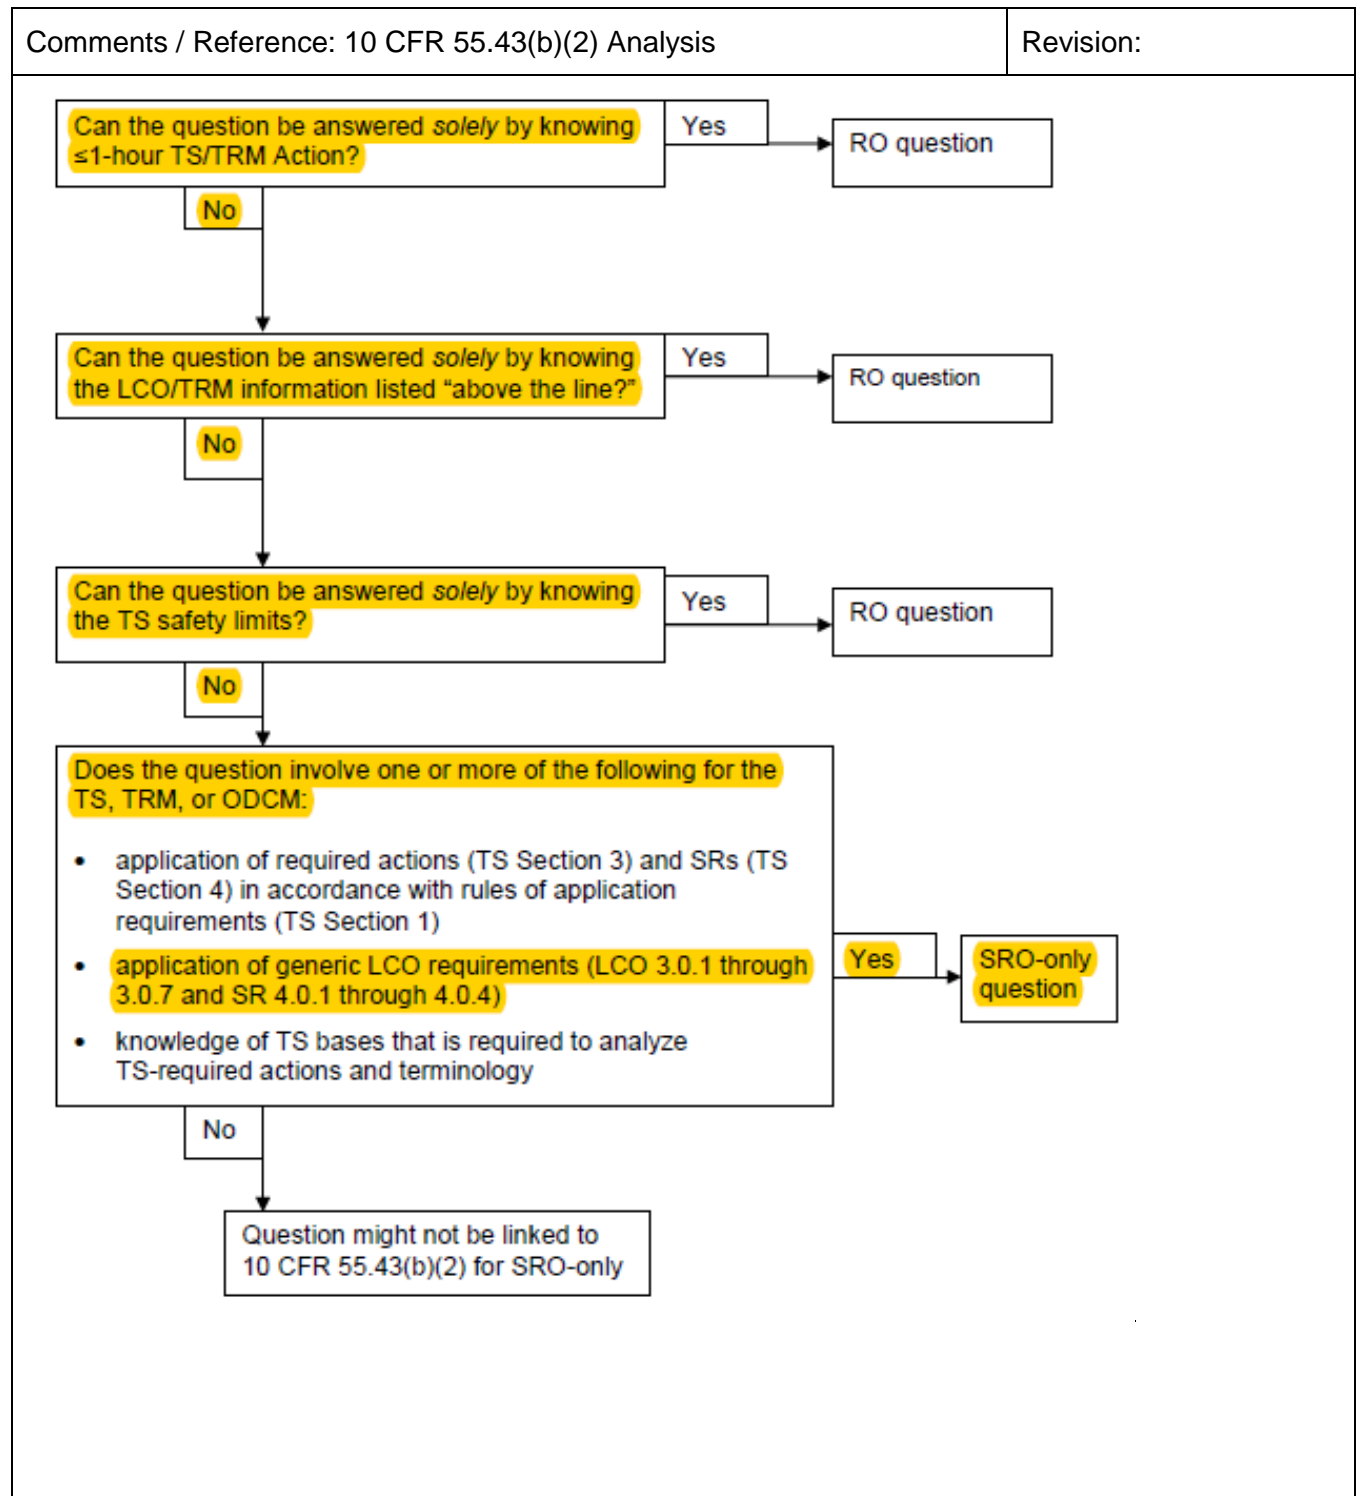 Comments / Reference: 10 CFR 55.43(b)(2) Analysis
Revision:
Can the question be answered solely by knowing
≤1-hour TS/TRM Action?
Yes
RO question
No
Can the question be answered solely by knowing
the LCO/TRM information listed “above the line?”
Yes
RO question
No
Can the question be answered solely by knowing
the TS safety limits?
Yes
RO question
No
Does the question involve one or more of the following for the
TS, TRM, or ODCM:
• application of required actions (TS Section 3) and SRs (TS
Section 4) in accordance with rules of application
requirements (TS Section 1)
• application of generic LCO requirements (LCO 3.0.1 through
3.0.7 and SR 4.0.1 through 4.0.4)
• knowledge of TS bases that is required to analyze
TS-required actions and terminology
Yes
SRO-only
question
No
Question might not be linked to
10 CFR 55.43(b)(2) for SRO-only